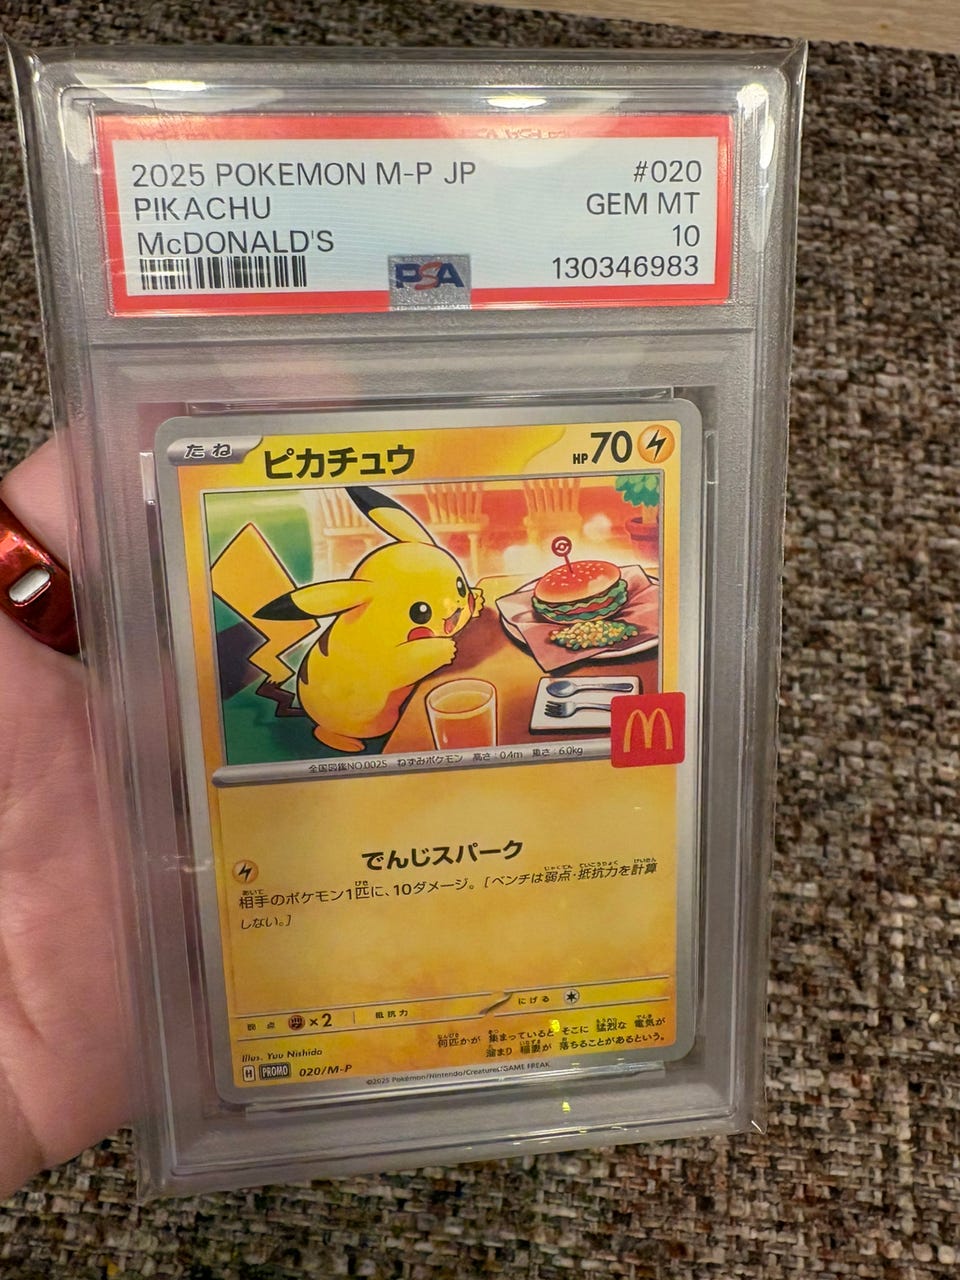 2025 POKEMON M-P JP #020
PIKACHU GEM MT
McDONALD'S 10
PSA 130346983
たね ピカチュウ HP70
全国図鑑NO.0025 ねずみポケモン 高さ：0.4m 重さ：6.0kg
でんじスパーク
相手のポケモン1匹に、10ダメージ。［ベンチは弱点・抵抗力を計算
しない。］
弱点 ×2 抵抗力 にげる
何匹かが 集まっていると そこに 猛烈な 電気が
溜まり 稲妻が 落ちることがあるという。
Illus. Yuu Nishida
H PROMO 020/M-P
©2025 Pokémon/Nintendo/Creatures/GAME FREAK